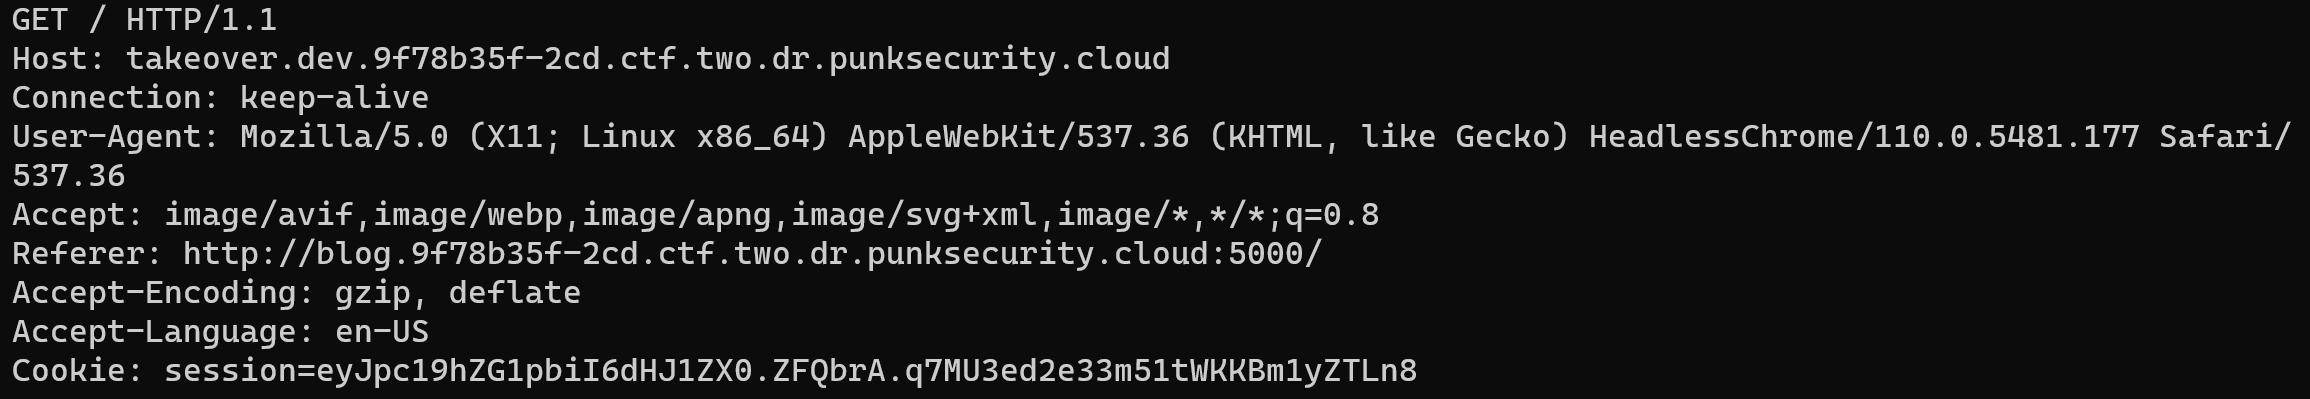 GET / HTTP/1.1
Host: takeover.dev.9f78b35f-2cd.ctf.two.dr.punksecurity.cloud
Connection: keep-alive
User-Agent: Mozilla/5.0 (X11; Linux x86_64) AppleWebKit/537.36 (KHTML, like Gecko) HeadlessChrome/110.0.5481.177 Safari/
537.36
Accept: image/avif,image/webp,image/apng,image/svg+xml,image/*,*/*;q=0.8
Referer: http://blog.9f78b35f-2cd.ctf.two.dr.punksecurity.cloud:5000/
Accept-Encoding: gzip, deflate
Accept-Language: en-US
Cookie: session=eyJpc19hZG1pbiI6dHJ1ZX0.ZFQbrA.q7MU3ed2e33m51tWKKBm1yZTLn8